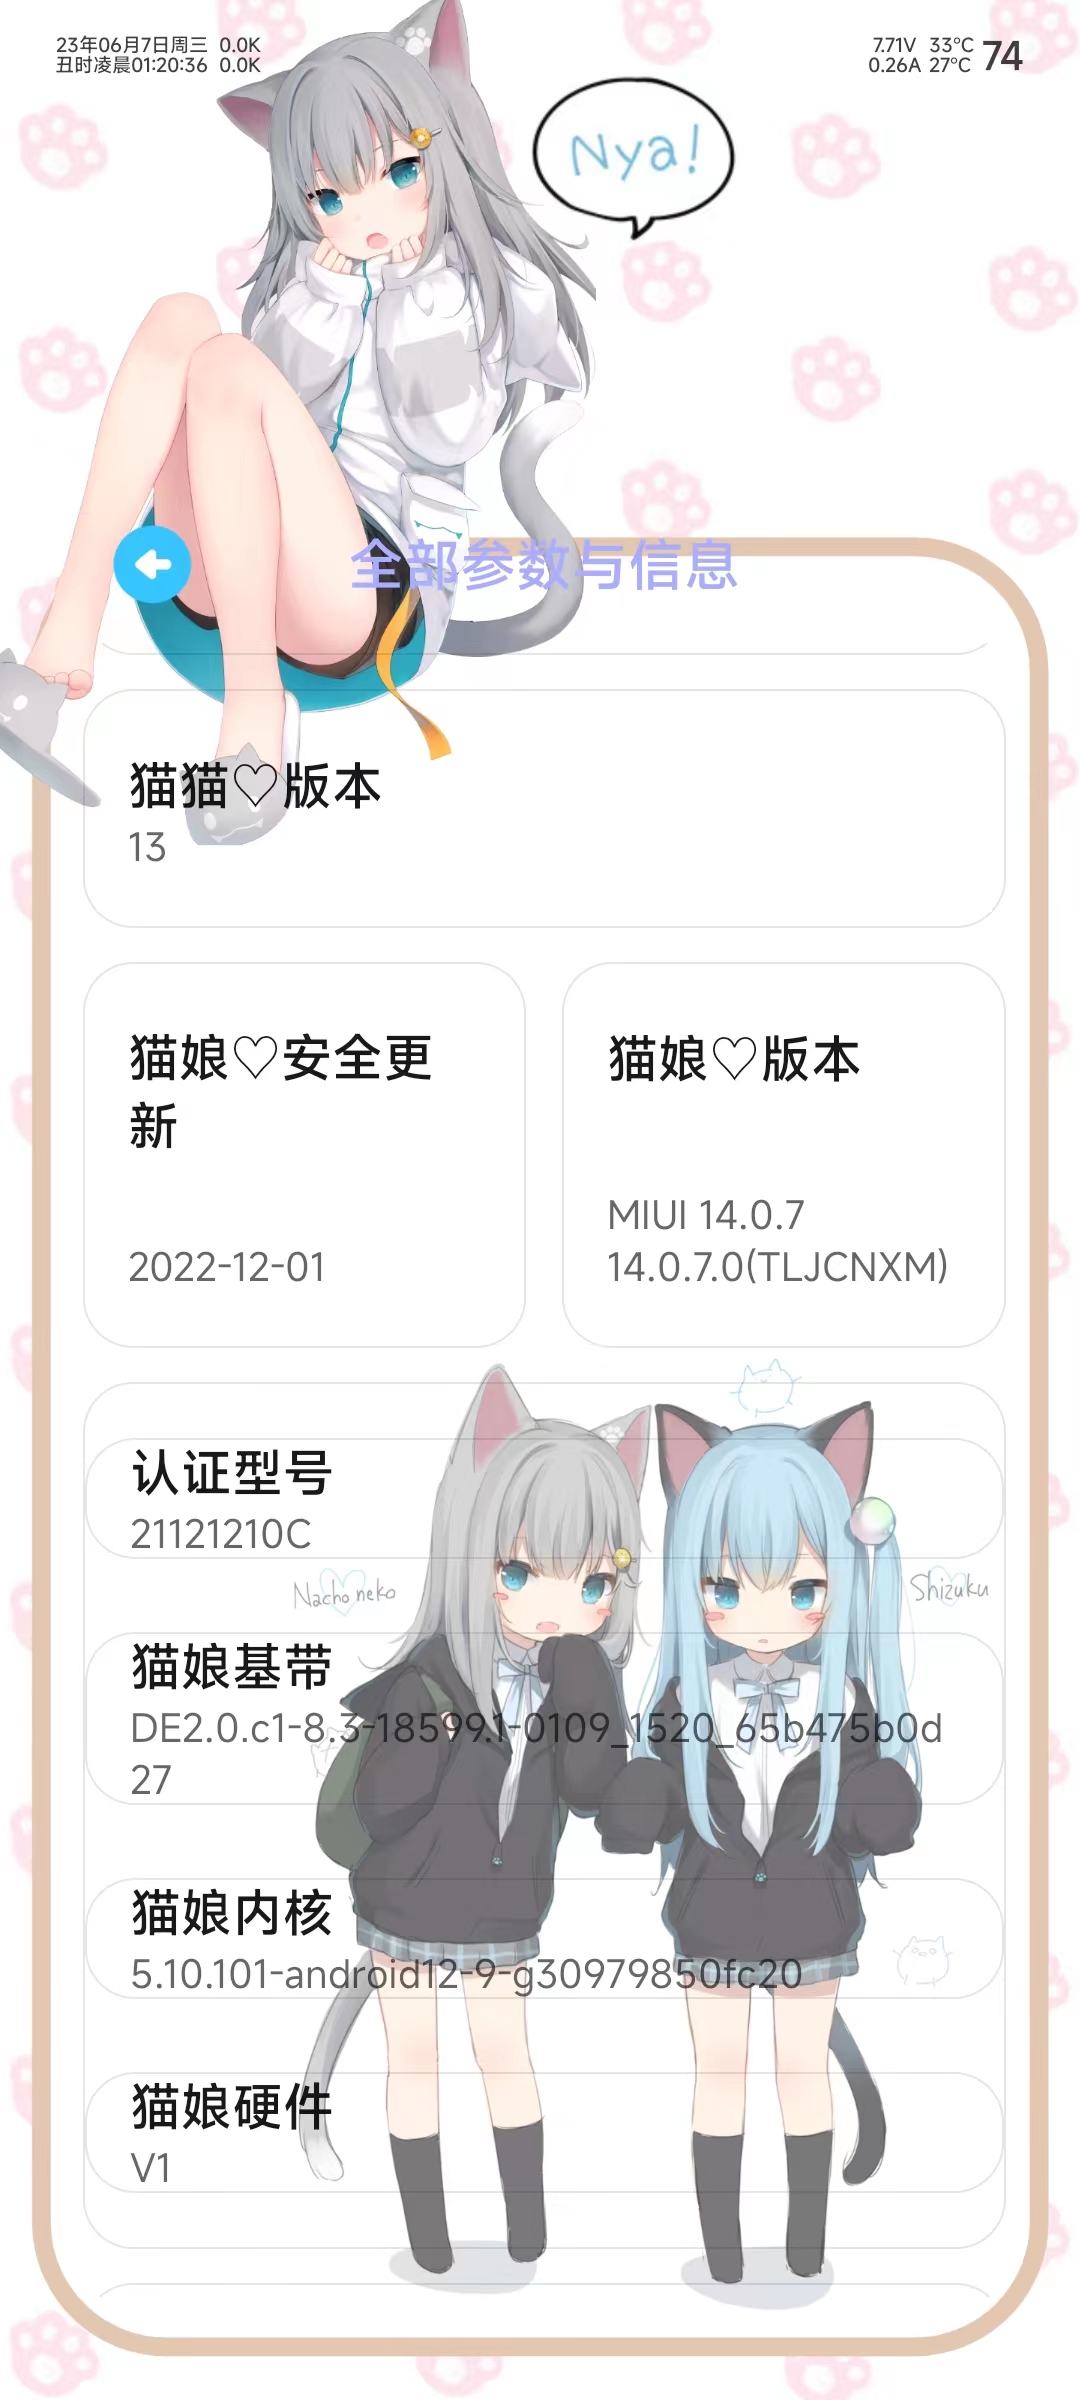 23年06月7日周三 0.0K
丑时凌晨01:20:36 0.0K
7.71V 33°C
0.26A 27°C
74
Nya!
全部参数与信息
猫猫♡版本
13
猫娘♡安全更
新
2022-12-01
猫娘♡版本
MIUI 14.0.7
14.0.7.0(TLJCNXM)
认证型号
21121210C
Nacho neko
Shizuku
猫娘基带
DE2.0.c1-8.3-18599.1-0109_1520_65b475b0d
27
猫娘内核
5.10.101-android12-9-g30979850fc20
猫娘硬件
V1